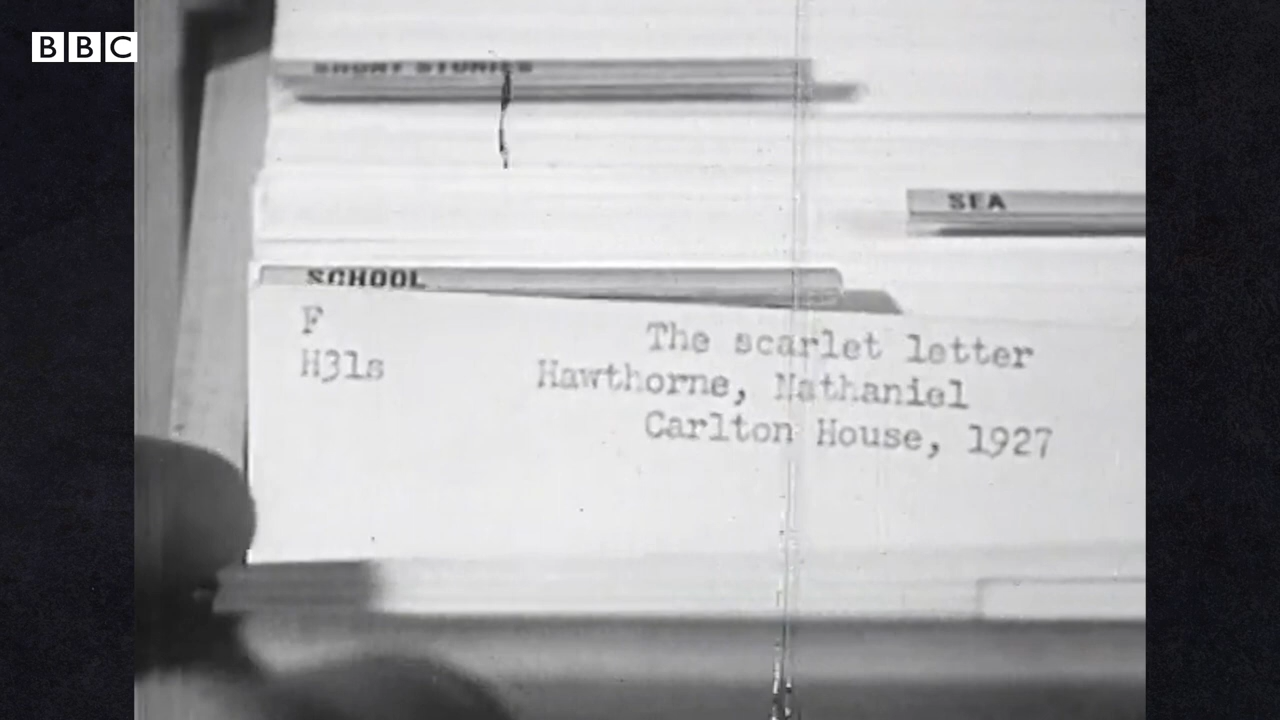 BBC
SHORT STORIES
SEA
SCHOOL
F
The scarlet letter
H31s
Hawthorne, Nathaniel
Carlton House, 1927